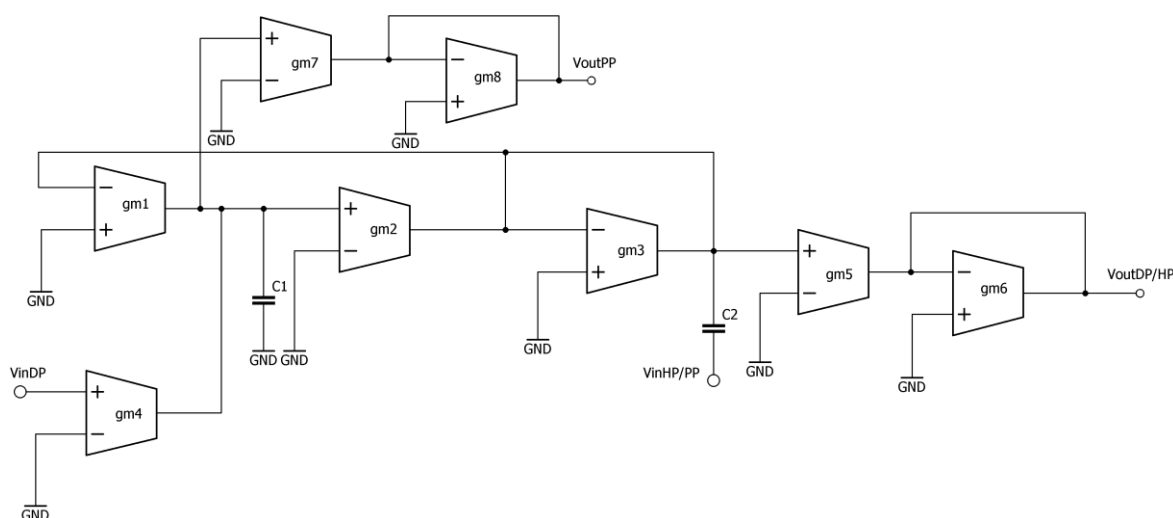 +
gm7
−
GND
−
gm8
+
GND
VoutPP
−
gm1
+
GND
+
gm2
−
GND
C1
GND
−
gm3
+
GND
C2
VinHP/PP
+
gm5
−
GND
−
gm6
+
GND
VoutDP/HP
VinDP
+
gm4
−
GND